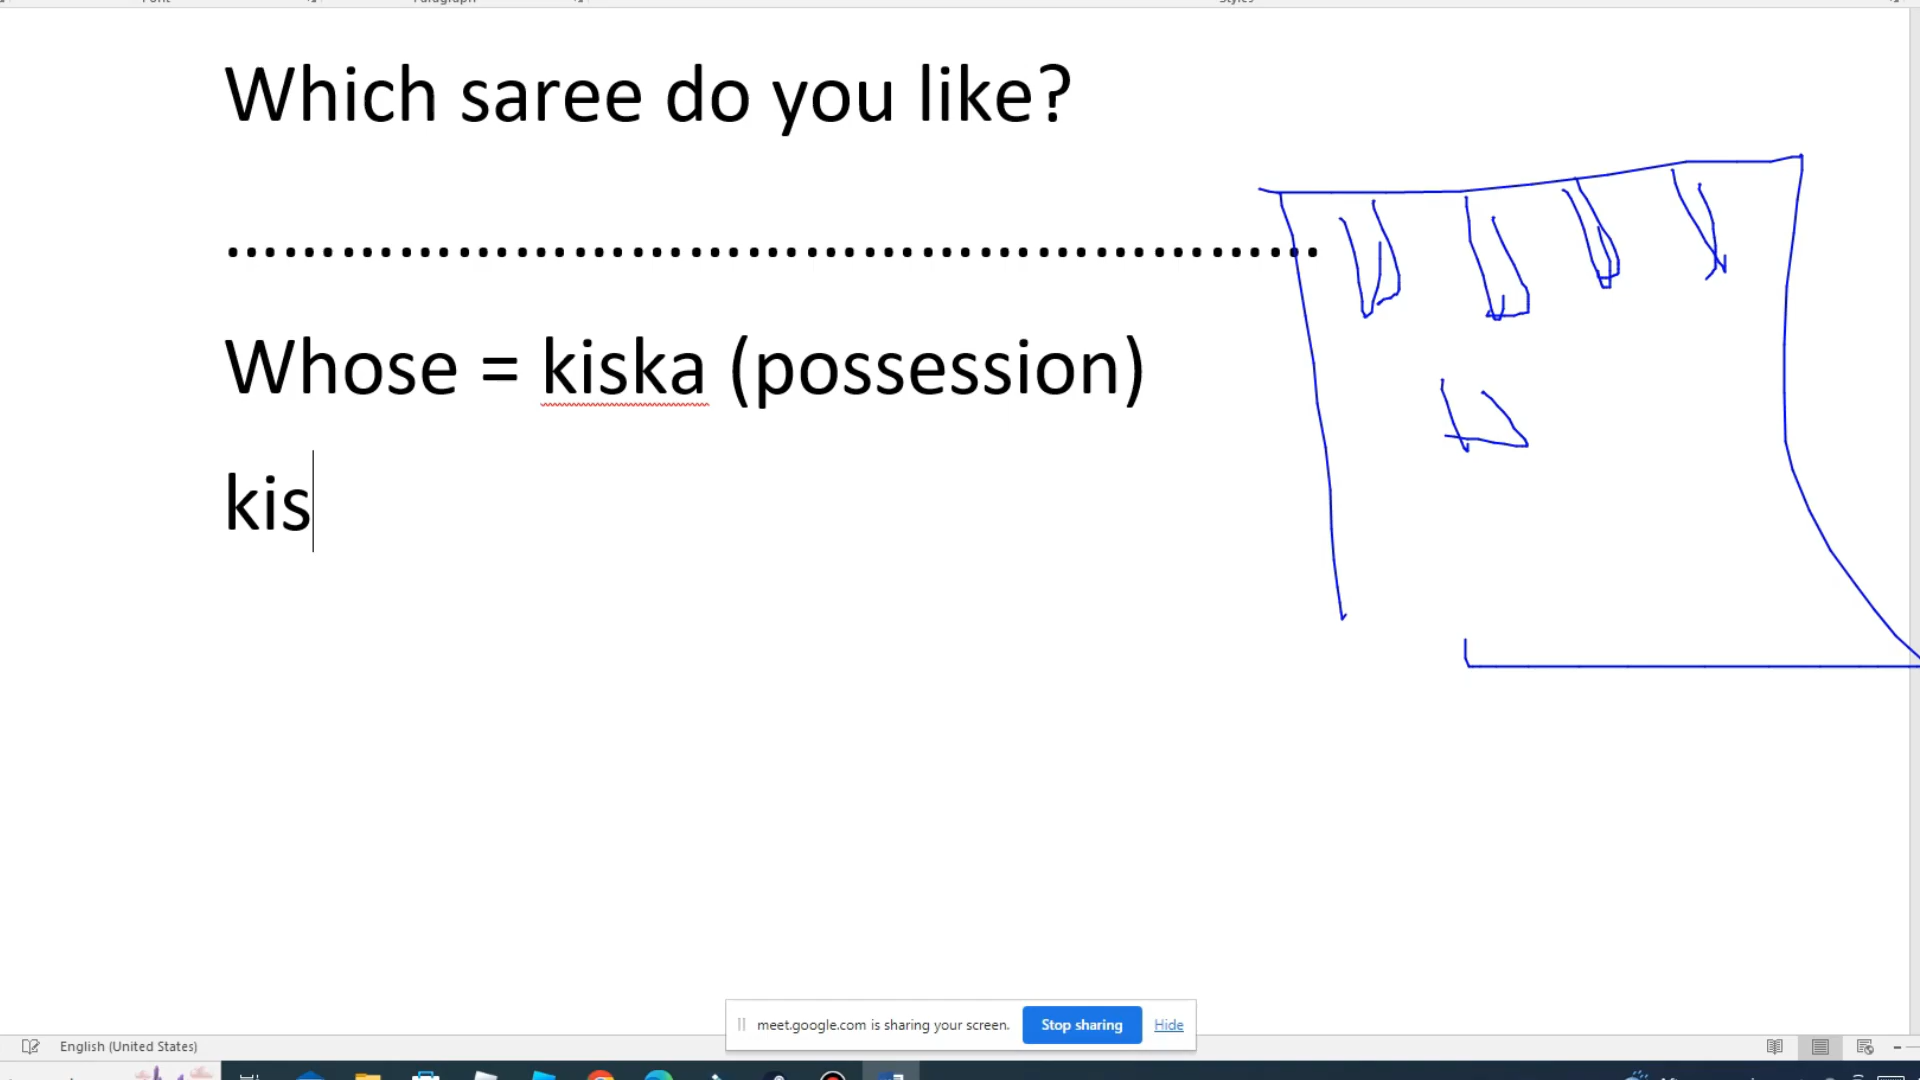 Which saree do you like?
.........................................................
Whose = kiska (possession)
kis
meet.google.com is sharing your screen.
Stop sharing
Hide
English (United States)